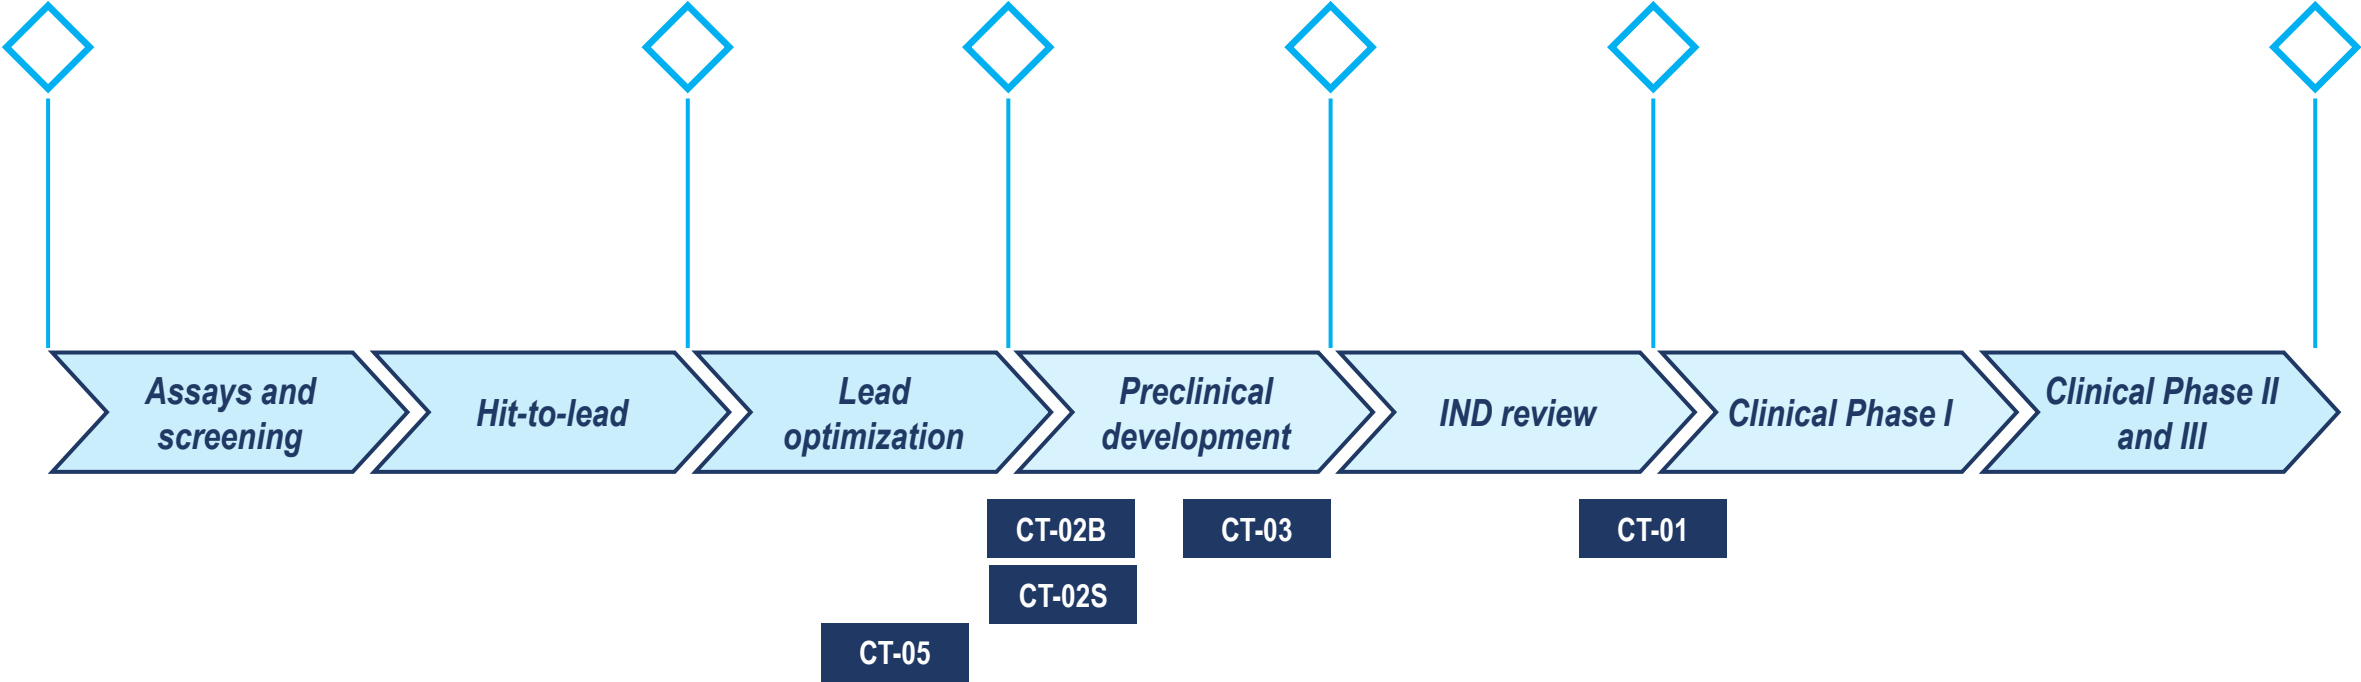 Assays and
screening
Hit-to-lead
Lead
optimization
Preclinical
development
IND review
Clinical Phase I
Clinical Phase II
and III
CT-02B
CT-03
CT-01
CT-02S
CT-05